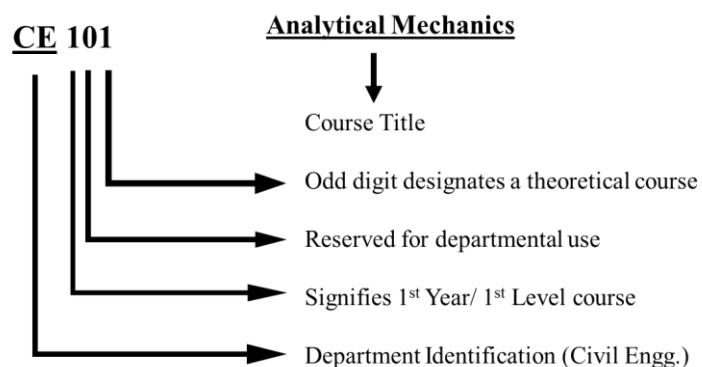 CE 101
Analytical Mechanics
Course Title
Odd digit designates a theoretical course
Reserved for departmental use
Signifies 1st Year/ 1st Level course
Department Identification (Civil Engg.)